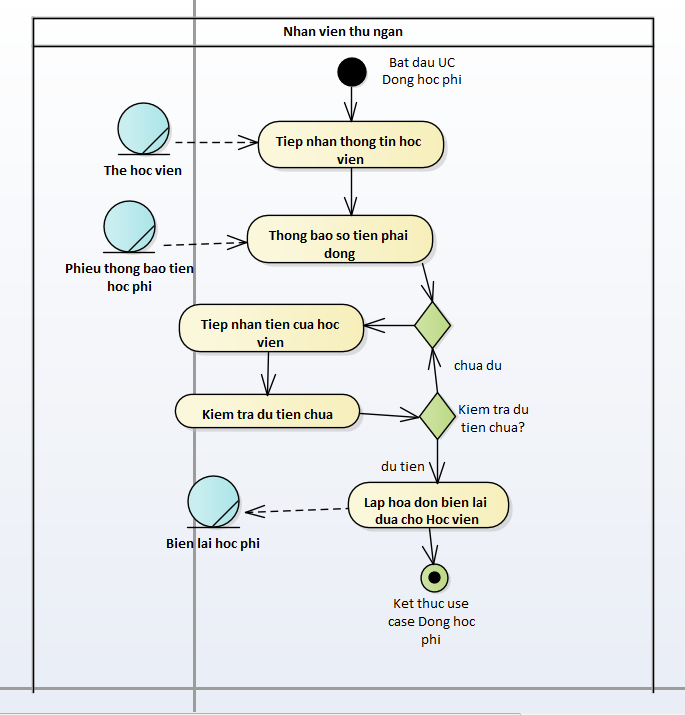 Nhan vien thu ngan
Bat dau UC
Dong hoc phi
Tiep nhan thong tin hoc
vien
The hoc vien
Thong bao so tien phai
dong
Phieu thong bao tien
hoc phi
Tiep nhan tien cua hoc
vien
chua du
Kiem tra du tien chua
Kiem tra du
tien chua?
du tien
Lap hoa don bien lai
dua cho Hoc vien
Bien lai hoc phi
Ket thuc use
case Dong hoc
phi